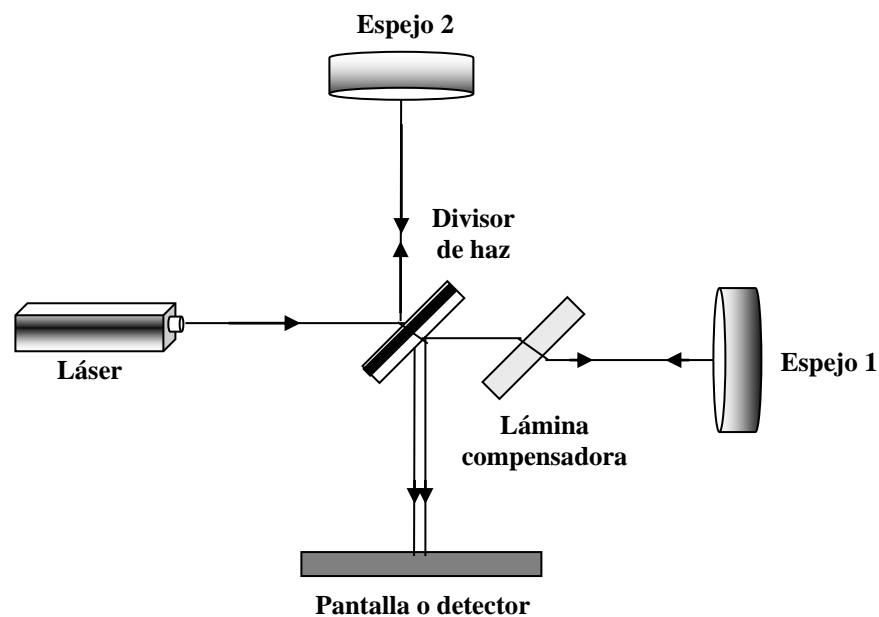 Espejo 2
Divisor
de haz
Láser
Espejo 1
Lámina
compensadora
Pantalla o detector